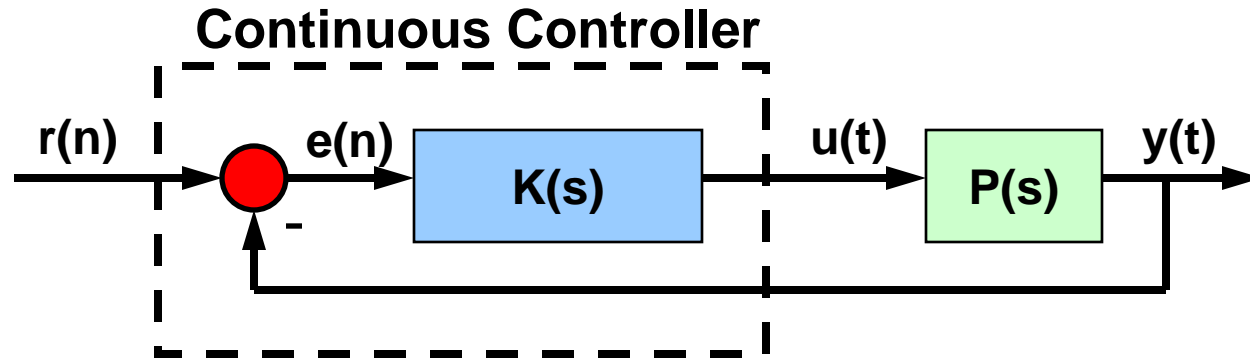 Continuous Controller
r(n)
e(n)
K(s)
u(t)
P(s)
y(t)
-